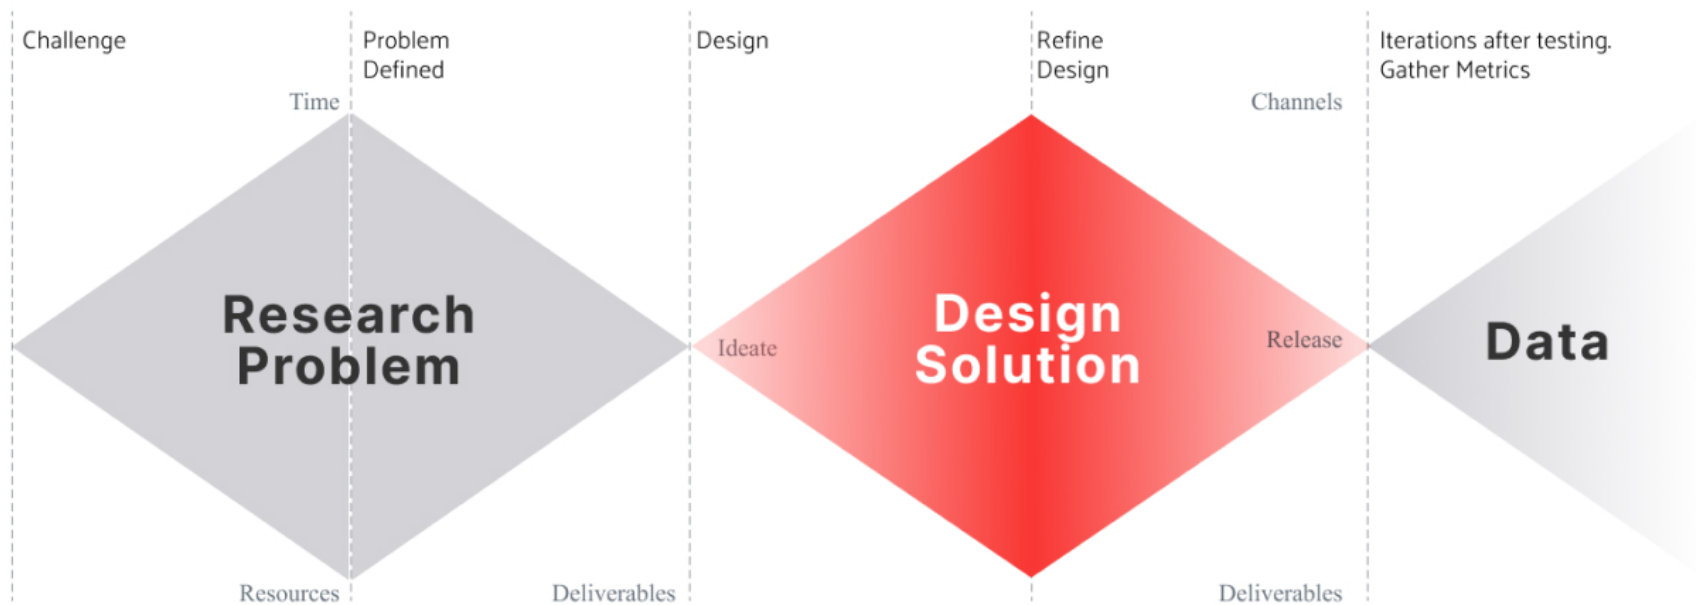 Challenge
Problem
Defined
Design
Refine
Design
Iterations after testing.
Gather Metrics
Time
Channels
Research
Problem
Ideate
Design
Solution
Release
Data
Resources
Deliverables
Deliverables